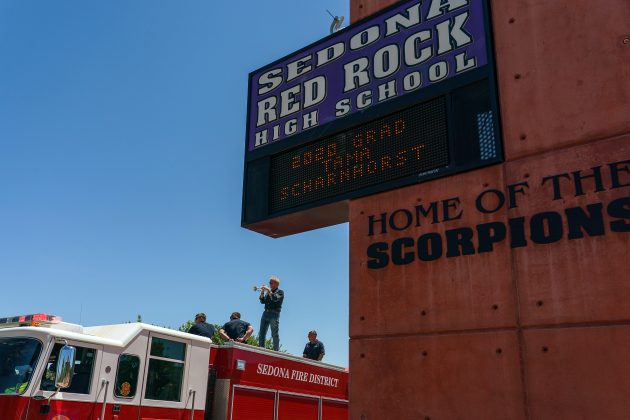 SEDONA
RED ROCK
HIGH SCHOOL
2020 GRAD
TAMA
SCHARNHORST
HOME OF THE
SCORPIONS
SEDONA FIRE DISTRICT